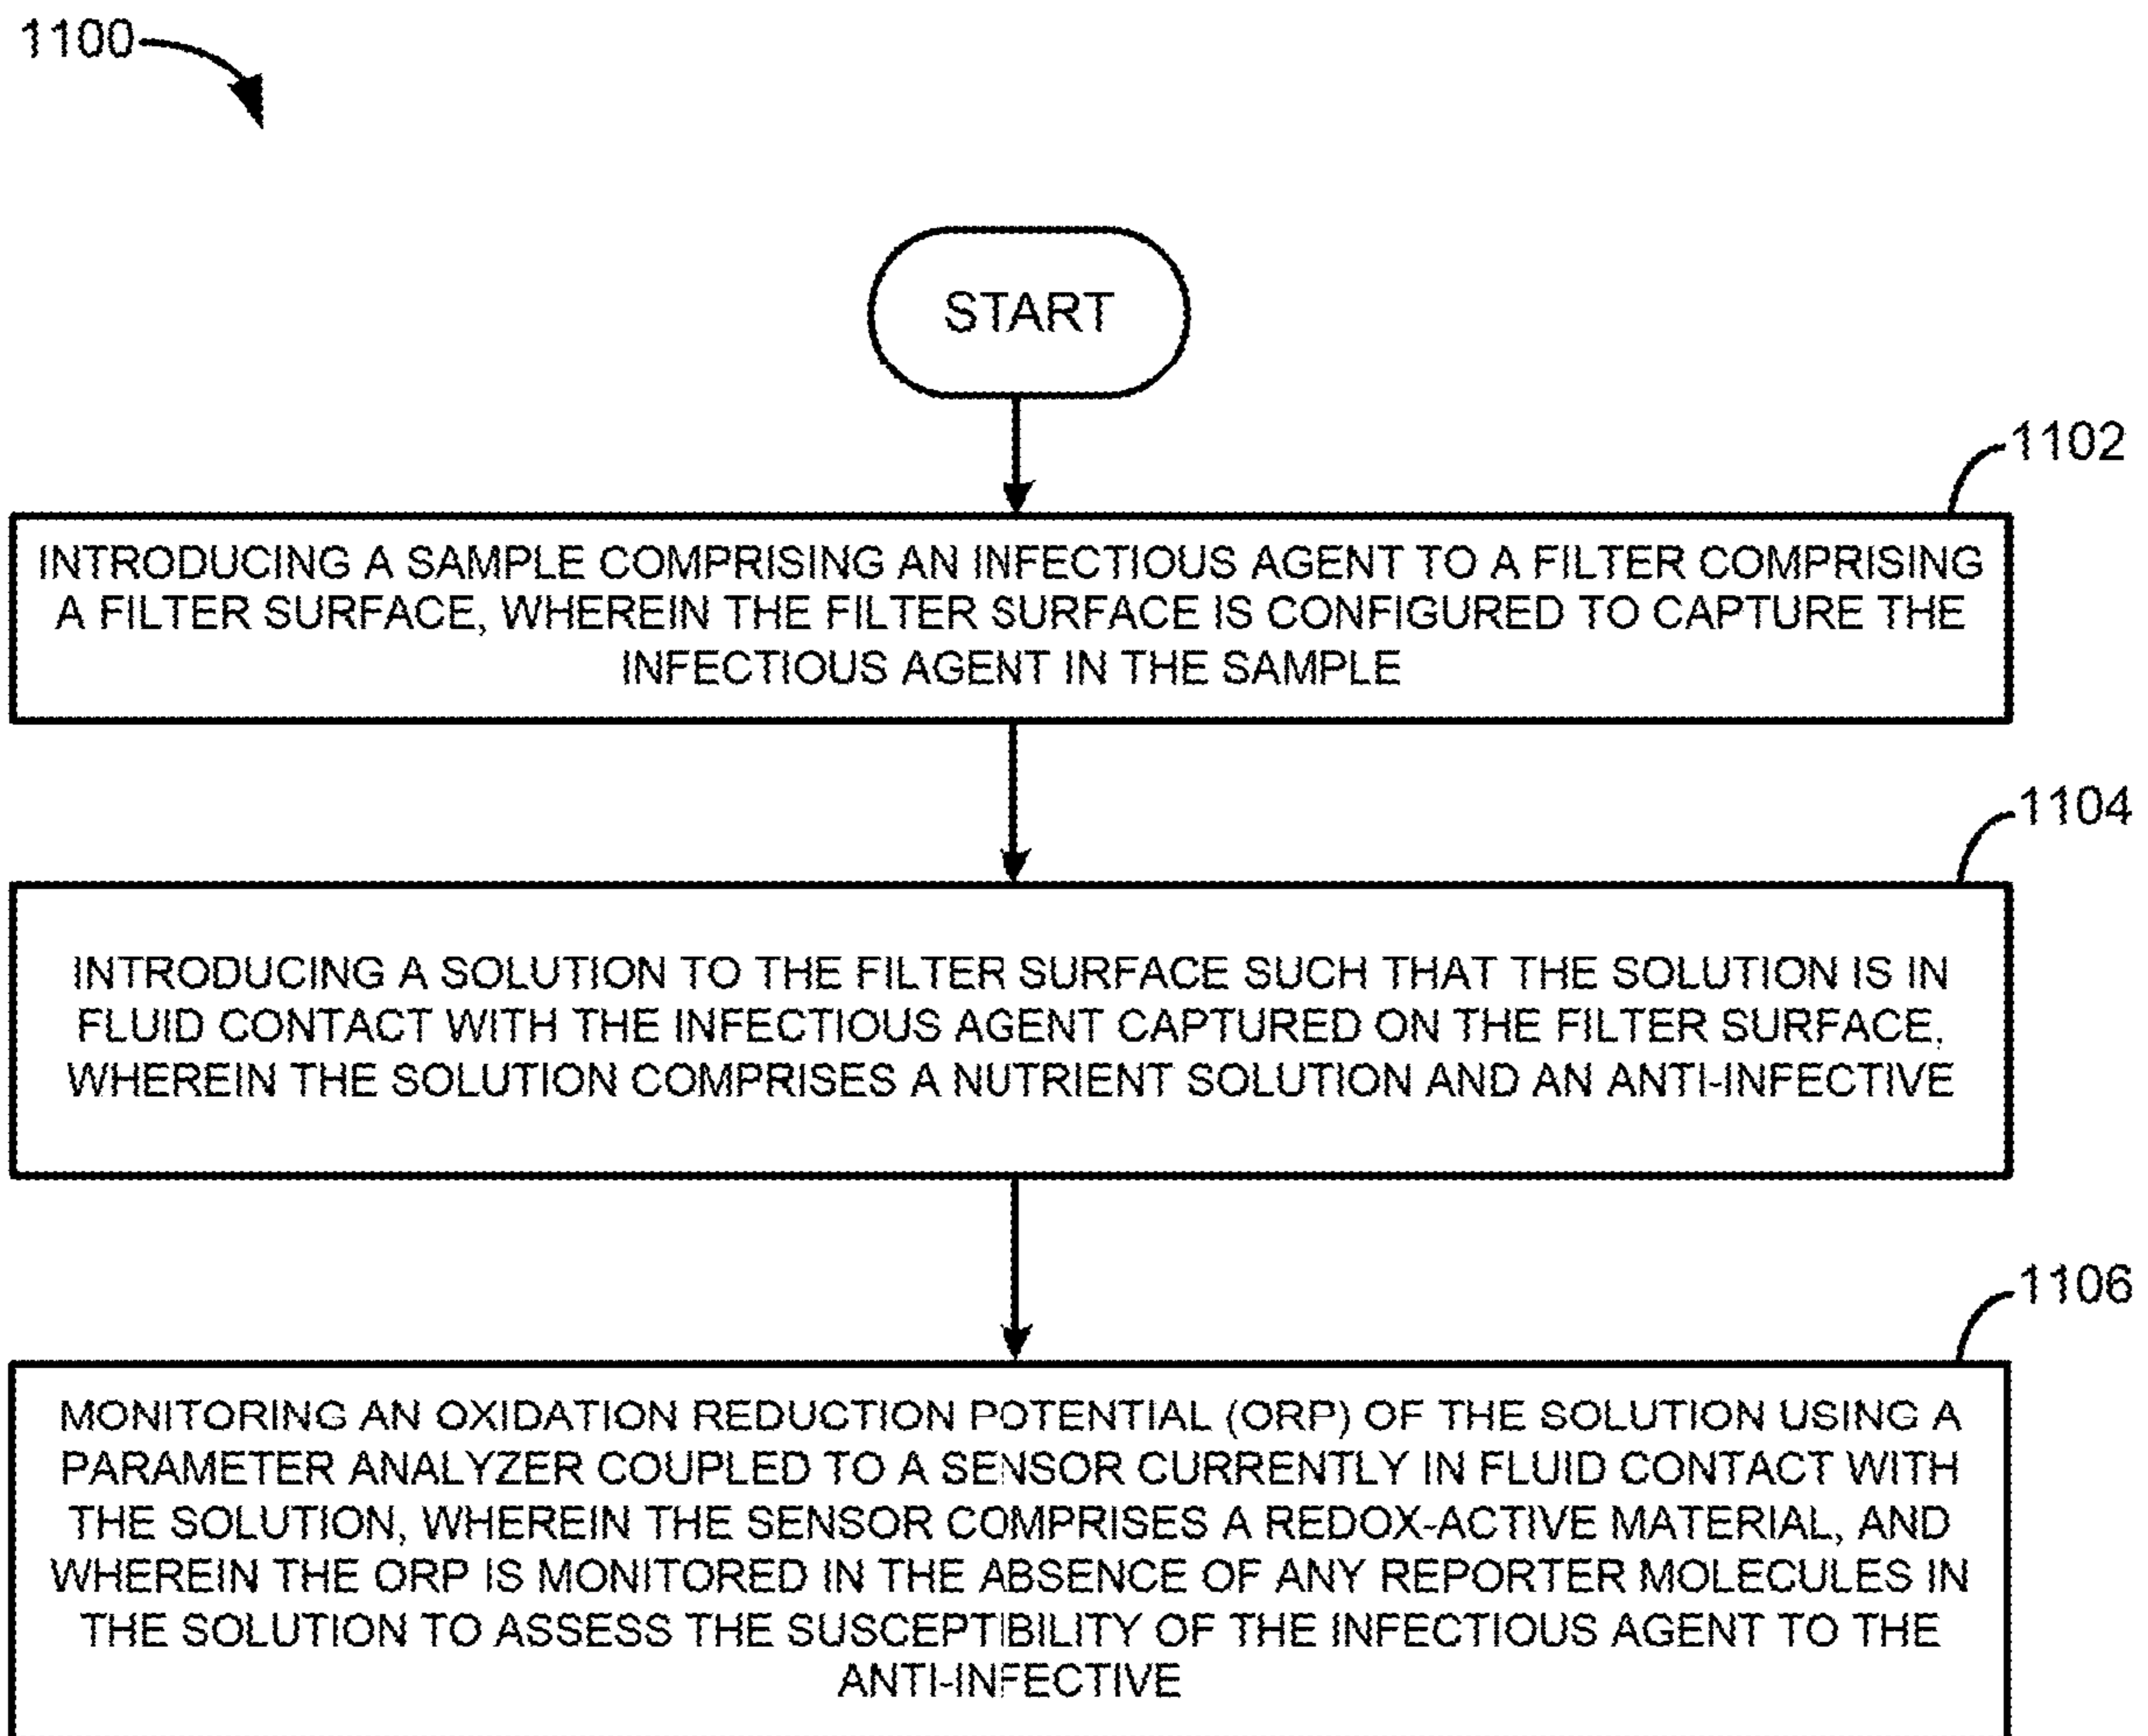 1100
START
1102
INTRODUCING A SAMPLE COMPRISING AN INFECTIOUS AGENT TO A FILTER COMPRISING
A FILTER SURFACE, WHEREIN THE FILTER SURFACE IS CONFIGURED TO CAPTURE THE
INFECTIOUS AGENT IN THE SAMPLE
1104
INTRODUCING A SOLUTION TO THE FILTER SURFACE SUCH THAT THE SOLUTION IS IN
FLUID CONTACT WITH THE INFECTIOUS AGENT CAPTURED ON THE FILTER SURFACE,
WHEREIN THE SOLUTION COMPRISES A NUTRIENT SOLUTION AND AN ANTI-INFECTIVE
1106
MONITORING AN OXIDATION REDUCTION POTENTIAL (ORP) OF THE SOLUTION USING A
PARAMETER ANALYZER COUPLED TO A SENSOR CURRENTLY IN FLUID CONTACT WITH
THE SOLUTION, WHEREIN THE SENSOR COMPRISES A REDOX-ACTIVE MATERIAL, AND
WHEREIN THE ORP IS MONITORED IN THE ABSENCE OF ANY REPORTER MOLECULES IN
THE SOLUTION TO ASSESS THE SUSCEPTIBILITY OF THE INFECTIOUS AGENT TO THE
ANTI-INFECTIVE